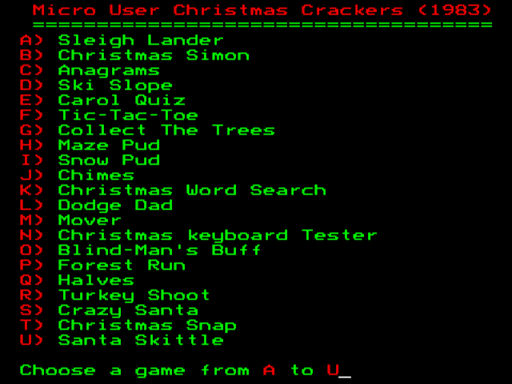 Micro User Christmas Crackers (1983)
====================================
A) Sleigh Lander
B) Christmas Simon
C) Anagrams
D) Ski Slope
E) Carol Quiz
F) Tic-Tac-Toe
G) Collect The Trees
H) Maze Pud
I) Snow Pud
J) Chimes
K) Christmas Word Search
L) Dodge Dad
M) Mover
N) Christmas keyboard Tester
O) Blind-Man's Buff
P) Forest Run
Q) Halves
R) Turkey Shoot
S) Crazy Santa
T) Christmas Snap
U) Santa Skittle
Choose a game from A to U_